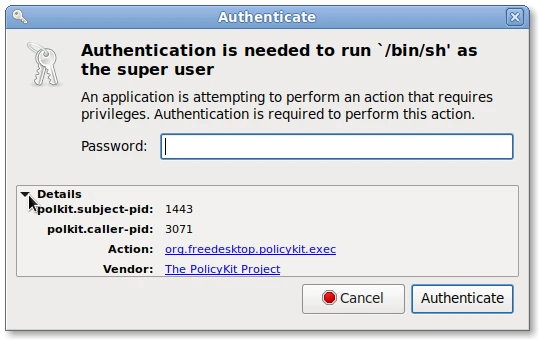 Authenticate
Authentication is needed to run `/bin/sh' as
the super user
An application is attempting to perform an action that requires
privileges. Authentication is required to perform this action.
Password:
Details
polkit.subject-pid: 1443
polkit.caller-pid: 3071
Action: org.freedesktop.policykit.exec
Vendor: The PolicyKit Project
Cancel Authenticate